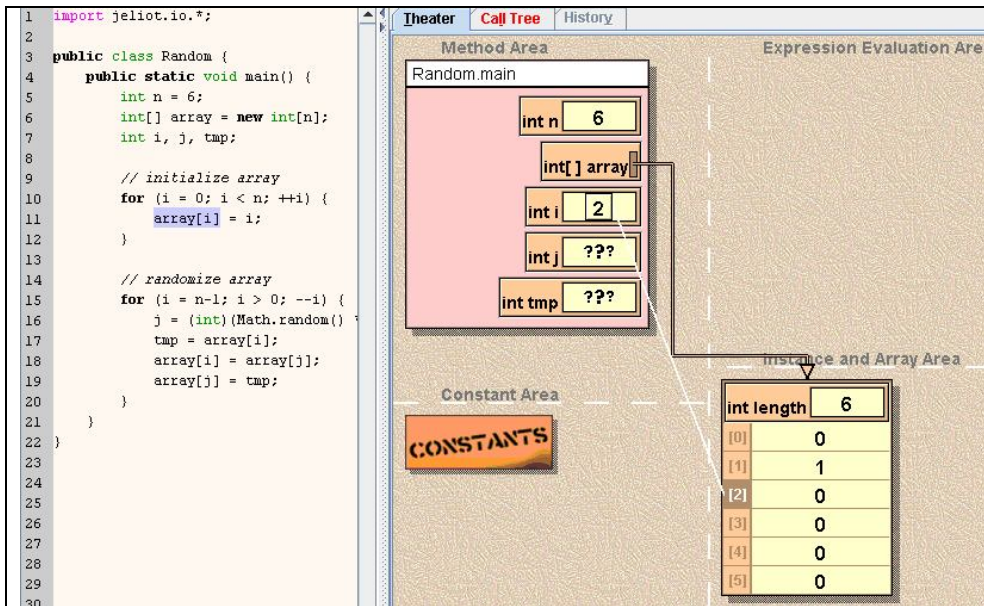 1 import jeliot.io.*;
2
3 public class Random {
4 public static void main() {
5 int n = 6;
6 int[] array = new int[n];
7 int i, j, tmp;
8
9 // initialize array
10 for (i = 0; i < n; ++i) {
11 array[i] = i;
12 }
13
14 // randomize array
15 for (i = n-1; i > 0; --i) {
16 j = (int)(Math.random()
17 tmp = array[i];
18 array[i] = array[j];
19 array[j] = tmp;
20 }
21 }
22 }
23
24
25
26
27
28
29
30
Theater Call Tree History
Method Area
Expression Evaluation Are
Random.main
int n 6
int[ ] array
int i 2
int j ???
int tmp ???
Instance and Array Area
Constant Area
CONSTANTS
int length 6
[0] 0
[1] 1
[2] 0
[3] 0
[4] 0
[5] 0